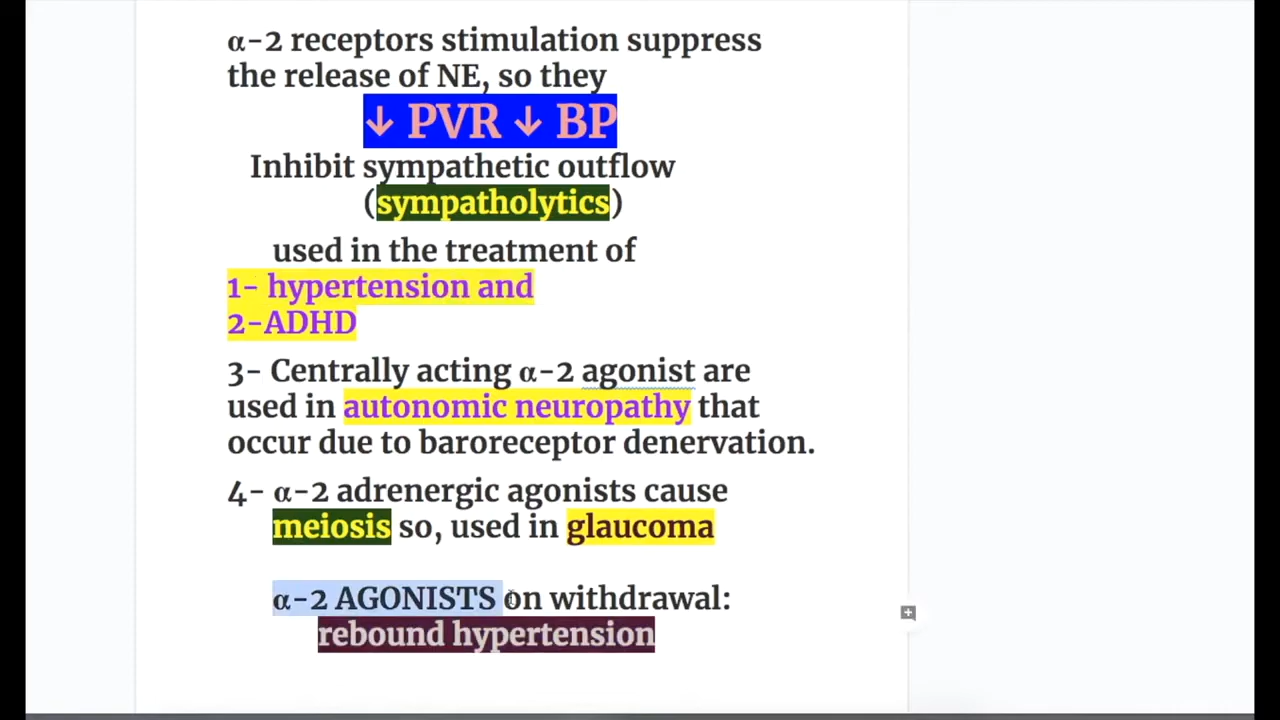 α-2 receptors stimulation suppress
the release of NE, so they
↓ PVR ↓ BP
Inhibit sympathetic outflow
(sympatholytics)
used in the treatment of
1- hypertension and
2-ADHD
3- Centrally acting α-2 agonist are
used in autonomic neuropathy that
occur due to baroreceptor denervation.
4- α-2 adrenergic agonists cause
meiosis so, used in glaucoma
α-2 AGONISTS on withdrawal:
rebound hypertension